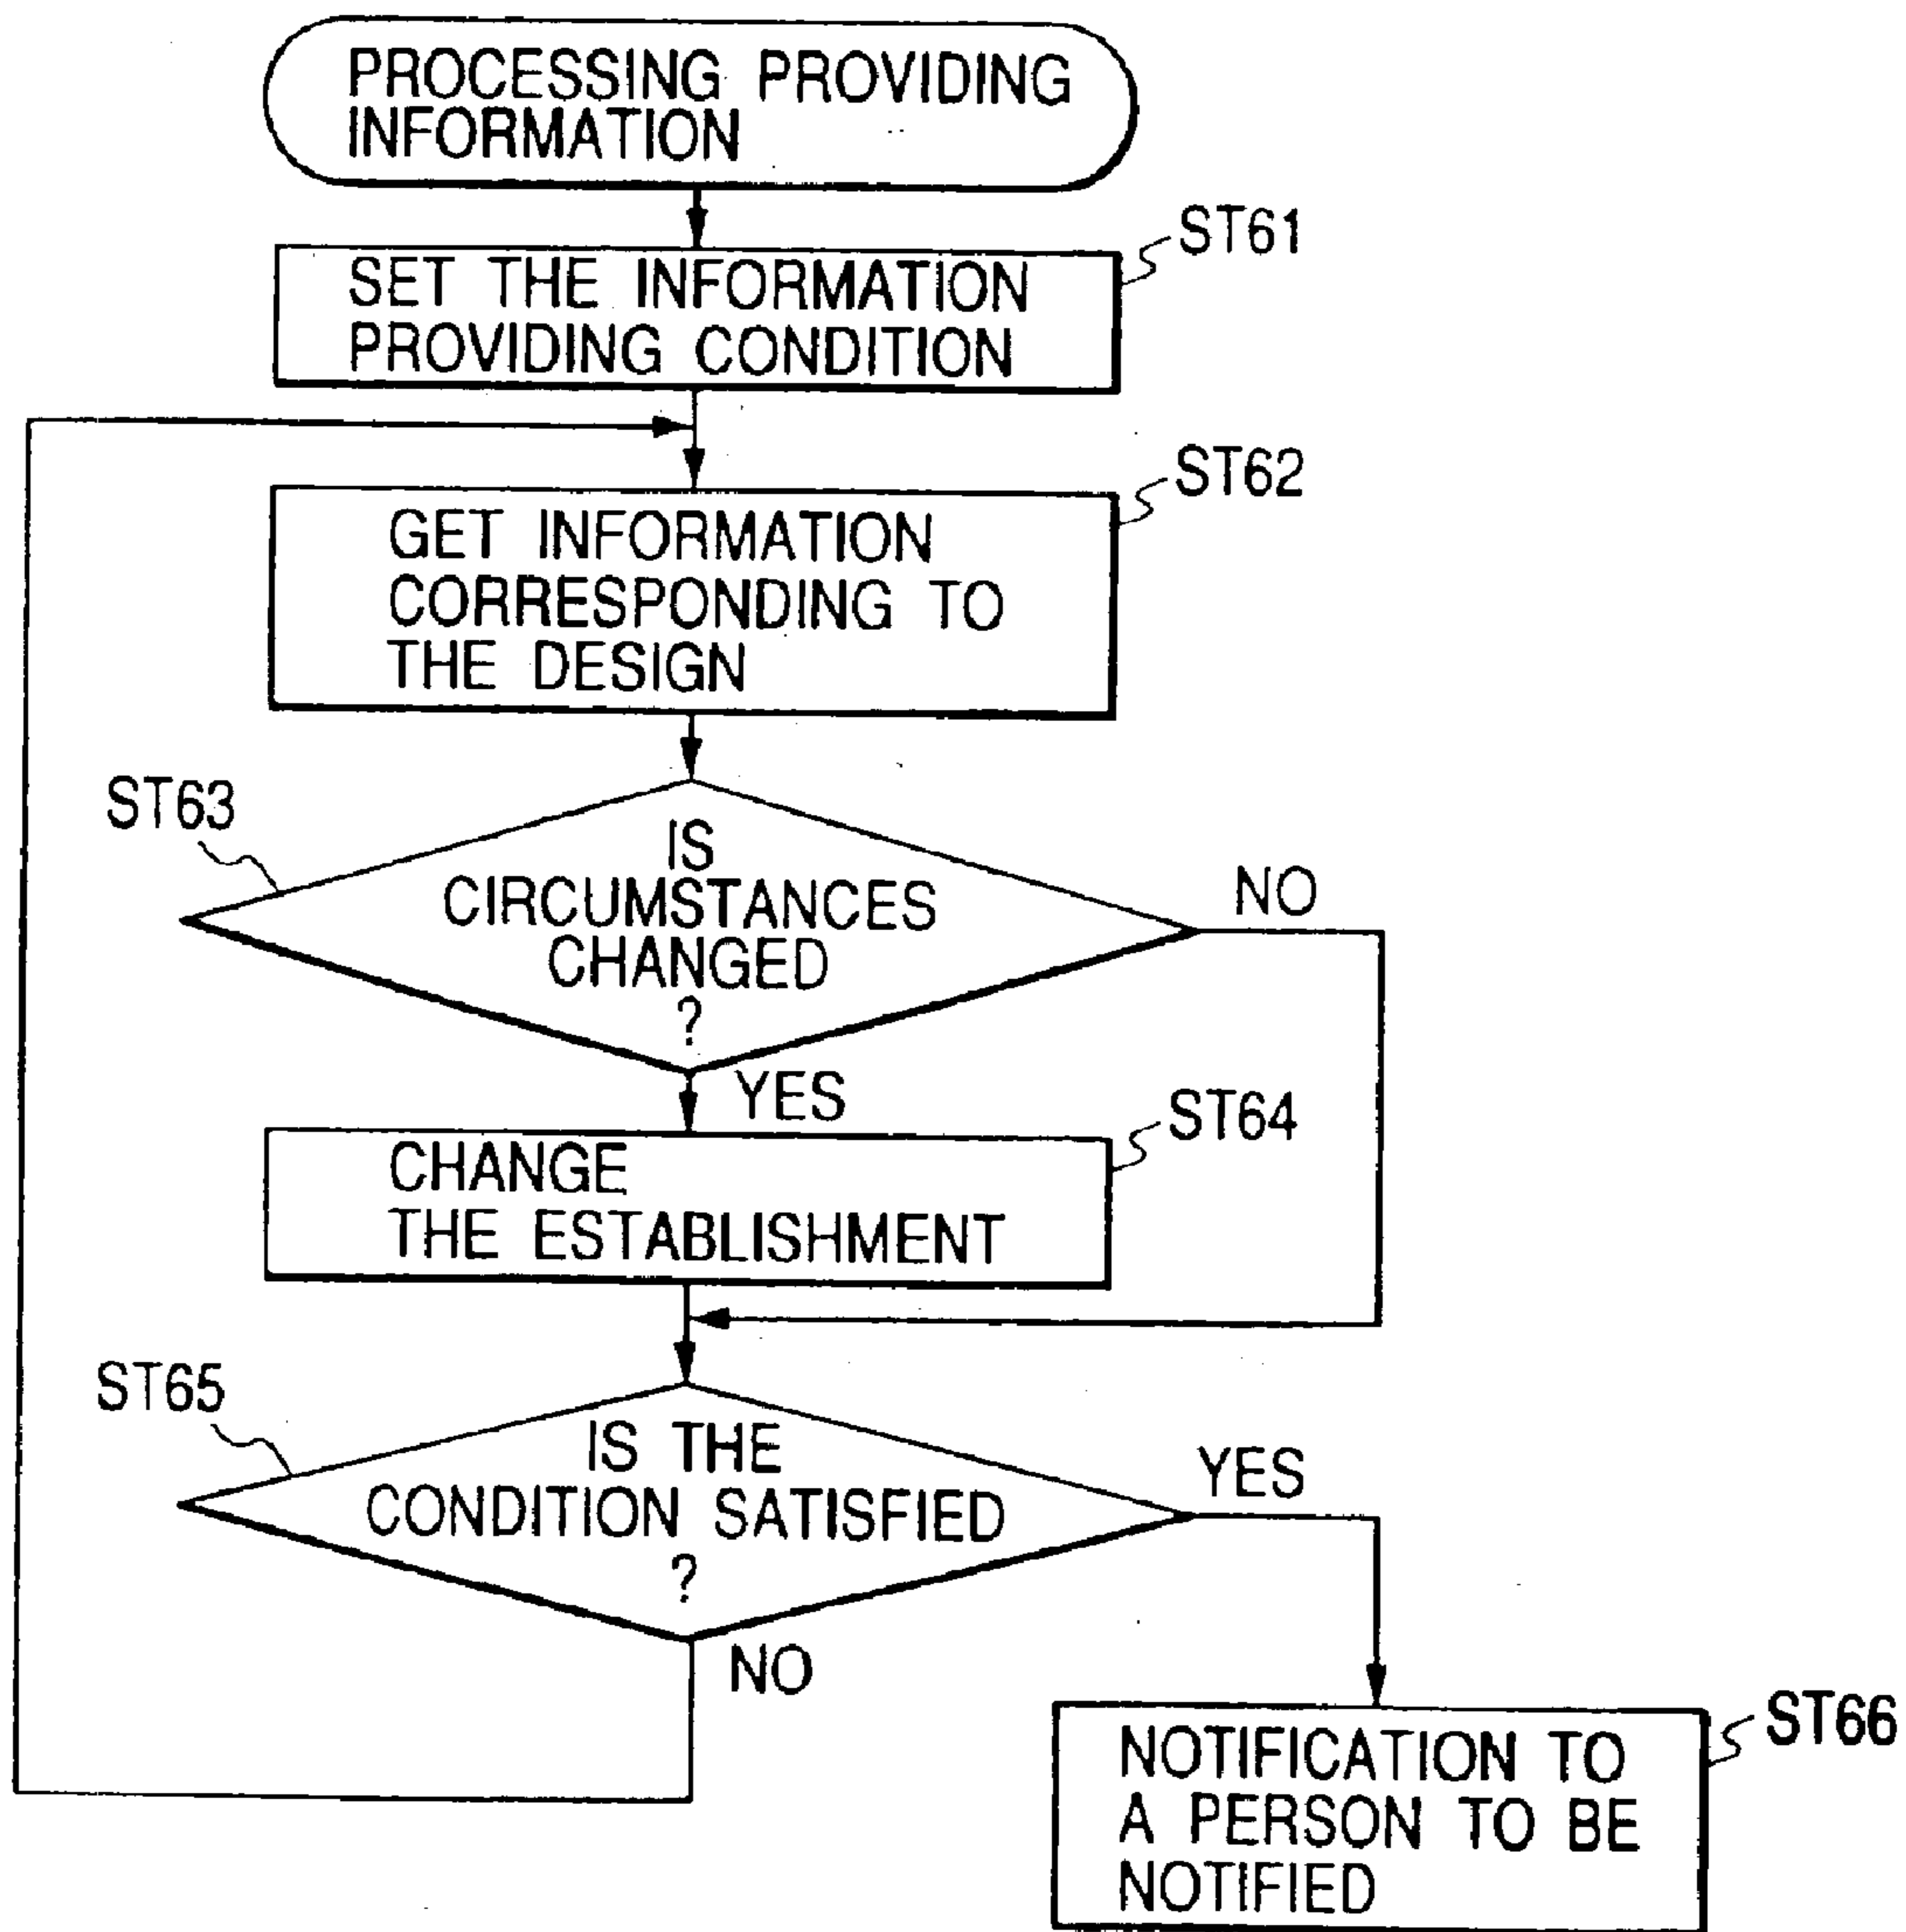 PROCESSING PROVIDING
INFORMATION
ST61
SET THE INFORMATION
PROVIDING CONDITION
ST62
GET INFORMATION
CORRESPONDING TO
THE DESIGN
ST63
IS
CIRCUMSTANCES
CHANGED
?
NO
YES
ST64
CHANGE
THE ESTABLISHMENT
ST65
IS THE
CONDITION SATISFIED
?
YES
NO
ST66
NOTIFICATION TO
A PERSON TO BE
NOTIFIED